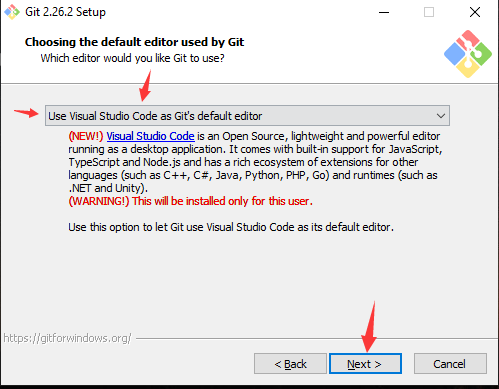 Git 2.26.2 Setup
Choosing the default editor used by Git
Which editor would you like Git to use?
Use Visual Studio Code as Git's default editor
(NEW!) Visual Studio Code is an Open Source, lightweight and powerful editor
running as a desktop application. It comes with built-in support for JavaScript,
TypeScript and Node.js and has a rich ecosystem of extensions for other
languages (such as C++, C#, Java, Python, PHP, Go) and runtimes (such as
.NET and Unity).
(WARNING!) This will be installed only for this user.
Use this option to let Git use Visual Studio Code as its default editor.
https://gitforwindows.org/
< Back
Next >
Cancel